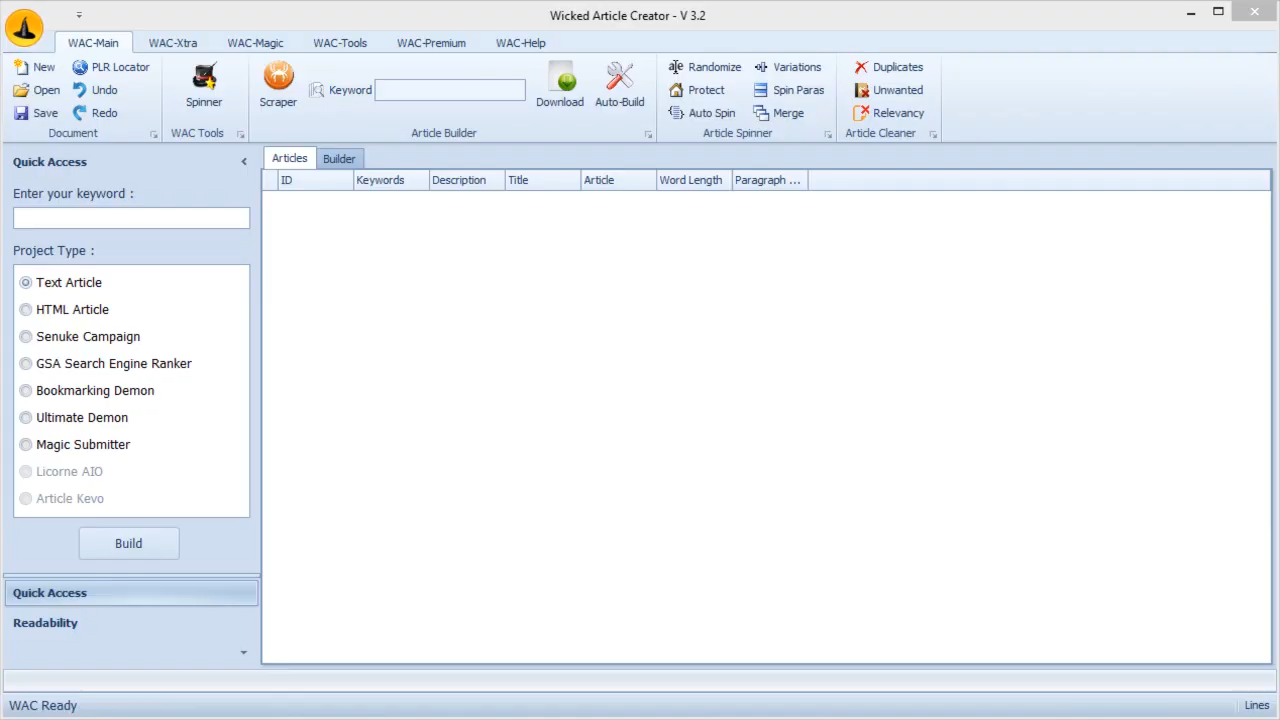 Wicked Article Creator - V 3.2
WAC-Main WAC-Xtra WAC-Magic WAC-Tools WAC-Premium WAC-Help
New PLR Locator
Open Undo
Save Redo
Document
Spinner
WAC Tools
Scraper Keyword Download Auto-Build
Article Builder
Randomize Variations
Protect Spin Paras
Auto Spin Merge
Article Spinner
Duplicates
Unwanted
Relevancy
Article Cleaner
Quick Access
Enter your keyword :
Project Type :
Text Article
HTML Article
Senuke Campaign
GSA Search Engine Ranker
Bookmarking Demon
Ultimate Demon
Magic Submitter
Licorne AIO
Article Kevo
Build
Quick Access
Readability
Articles Builder
ID Keywords Description Title Article Word Length Paragraph ...
WAC Ready
Lines